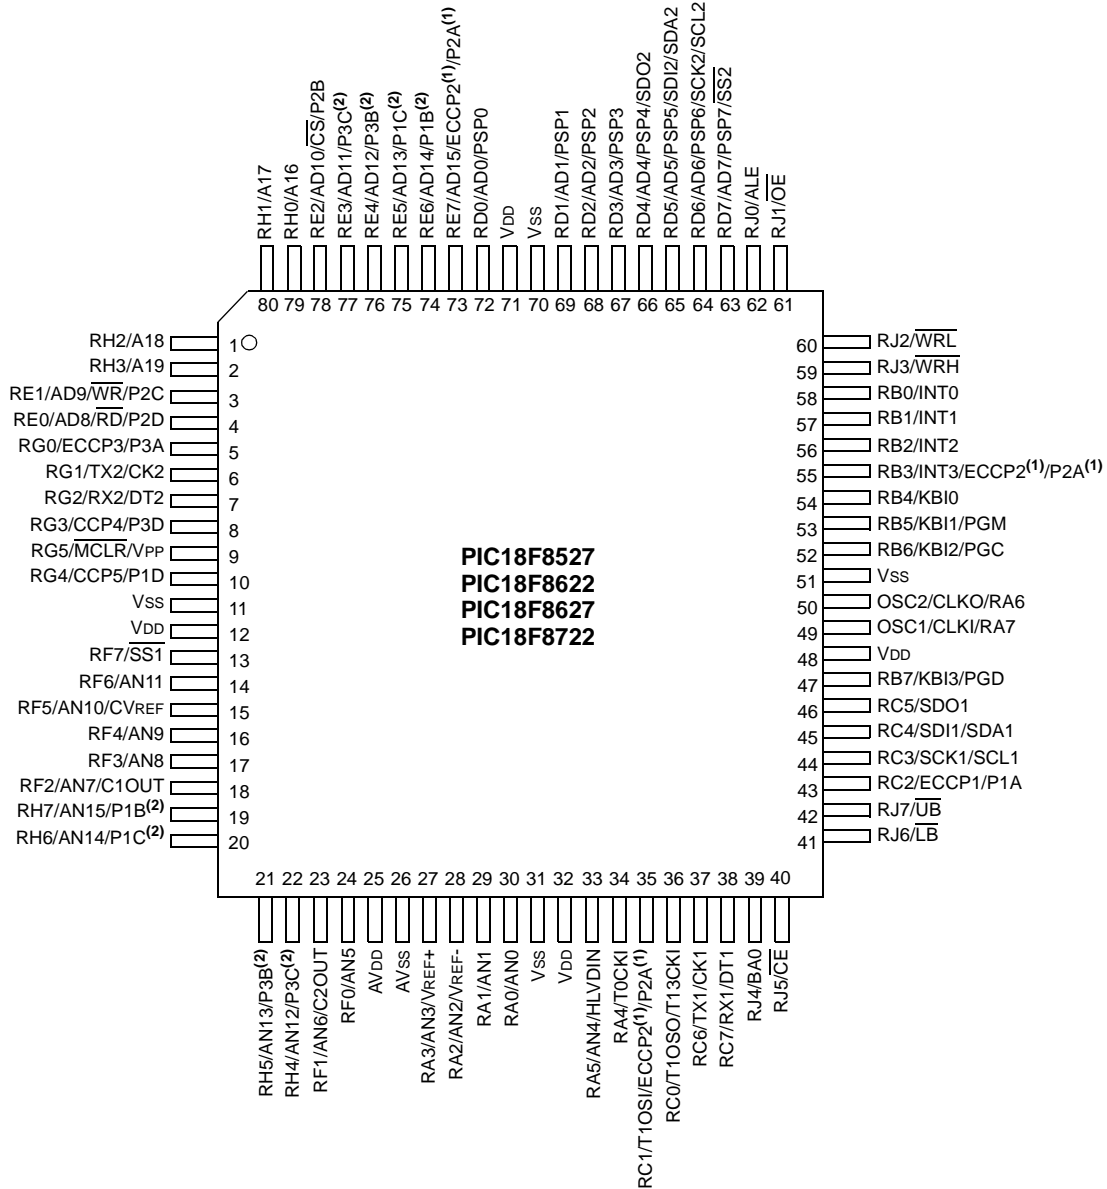 RH1/A17
RH0/A16
RE2/AD10/CS/P2B
RE3/AD11/P3C(2)
RE4/AD12/P3B(2)
RE5/AD13/P1C(2)
RE6/AD14/P1B(2)
RE7/AD15/ECCP2(1)/P2A(1)
RD0/AD0/PSP0
VDD
VSS
RD1/AD1/PSP1
RD2/AD2/PSP2
RD3/AD3/PSP3
RD4/AD4/PSP4/SDO2
RD5/AD5/PSP5/SDI2/SDA2
RD6/AD6/PSP6/SCK2/SCL2
RD7/AD7/PSP7/SS2
RJ0/ALE
RJ1/OE
80 79 78 77 76 75 74 73 72 71 70 69 68 67 66 65 64 63 62 61
RH2/A18 1
RH3/A19 2
RE1/AD9/WR/P2C 3
RE0/AD8/RD/P2D 4
RG0/ECCP3/P3A 5
RG1/TX2/CK2 6
RG2/RX2/DT2 7
RG3/CCP4/P3D 8
RG5/MCLR/VPP 9
RG4/CCP5/P1D 10
VSS 11
VDD 12
RF7/SS1 13
RF6/AN11 14
RF5/AN10/CVREF 15
RF4/AN9 16
RF3/AN8 17
RF2/AN7/C1OUT 18
RH7/AN15/P1B(2) 19
RH6/AN14/P1C(2) 20
PIC18F8527
PIC18F8622
PIC18F8627
PIC18F8722
60 RJ2/WRL
59 RJ3/WRH
58 RB0/INT0
57 RB1/INT1
56 RB2/INT2
55 RB3/INT3/ECCP2(1)/P2A(1)
54 RB4/KBI0
53 RB5/KBI1/PGM
52 RB6/KBI2/PGC
51 VSS
50 OSC2/CLKO/RA6
49 OSC1/CLKI/RA7
48 VDD
47 RB7/KBI3/PGD
46 RC5/SDO1
45 RC4/SDI1/SDA1
44 RC3/SCK1/SCL1
43 RC2/ECCP1/P1A
42 RJ7/UB
41 RJ6/LB
21 22 23 24 25 26 27 28 29 30 31 32 33 34 35 36 37 38 39 40
RH5/AN13/P3B(2)
RH4/AN12/P3C(2)
RF1/AN6/C2OUT
RF0/AN5
AVDD
AVSS
RA3/AN3/VREF+
RA2/AN2/VREF-
RA1/AN1
RA0/AN0
VSS
VDD
RA5/AN4/HLVDIN
RA4/T0CKI
RC1/T1OSI/ECCP2(1)/P2A(1)
RC0/T1OSO/T13CKI
RC6/TX1/CK1
RC7/RX1/DT1
RJ4/BA0
RJ5/CE